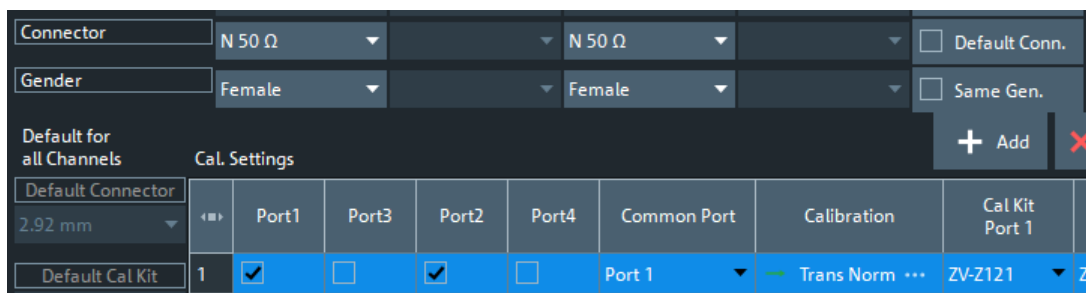 Connector N 50 Ω N 50 Ω Default Conn.
Gender Female Female Same Gen.
Default for
all Channels Cal. Settings Add
Default Connector
2.92 mm Port1 Port3 Port2 Port4 Common Port Calibration Cal Kit
Port 1
Default Cal Kit 1 Port 1 Trans Norm ... ZV-Z121